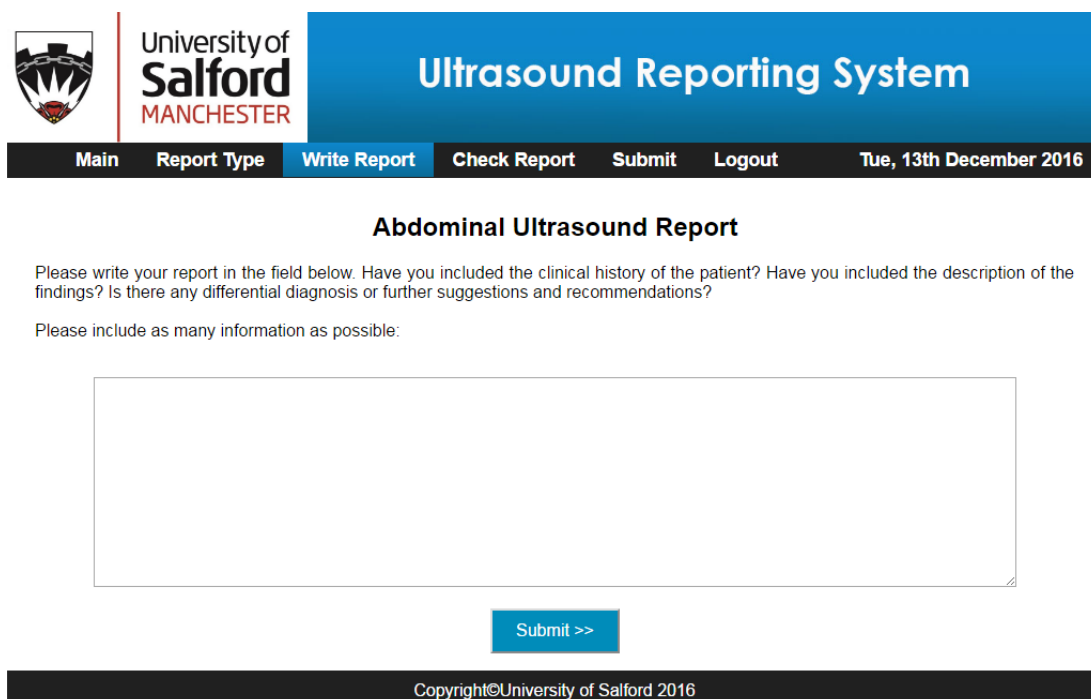 University of
Salford
MANCHESTER
Ultrasound Reporting System
Main Report Type Write Report Check Report Submit Logout Tue, 13th December 2016
Abdominal Ultrasound Report
Please write your report in the field below. Have you included the clinical history of the patient? Have you included the description of the
findings? Is there any differential diagnosis or further suggestions and recommendations?
Please include as many information as possible:
Submit >>
Copyright©University of Salford 2016